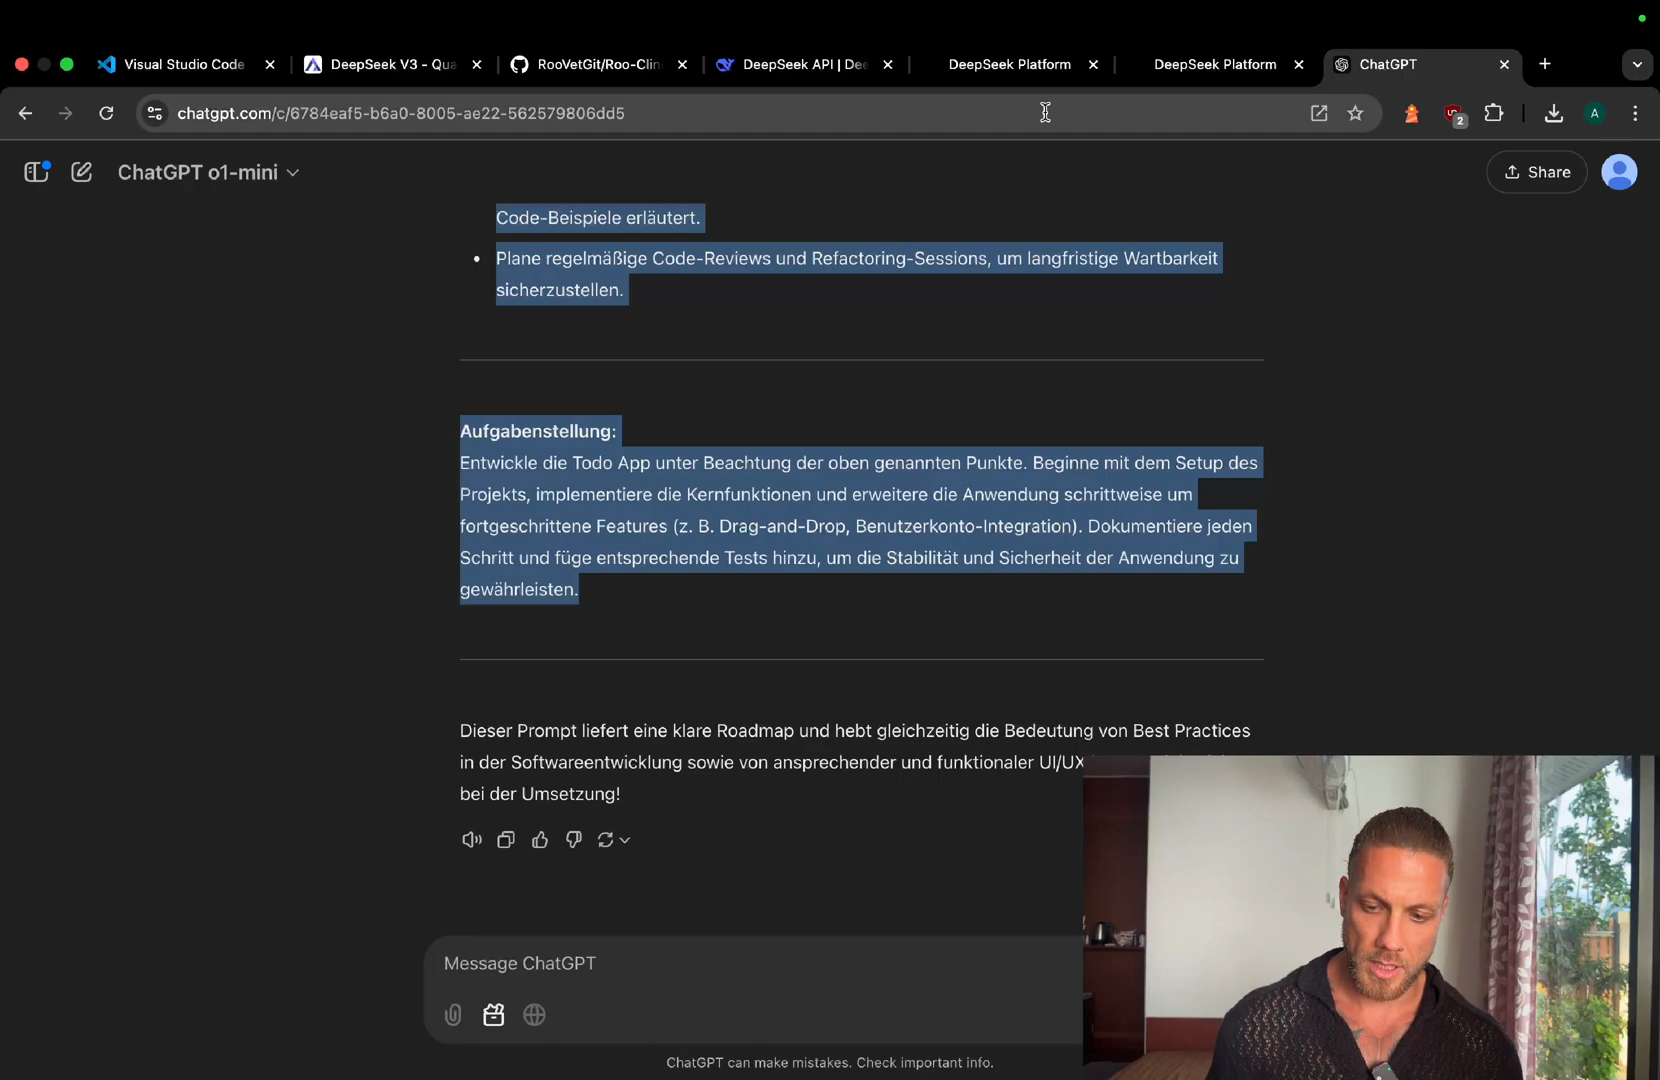 Visual Studio Code
DeepSeek V3 - Qua
RooVetGit/Roo-Clin
DeepSeek API | Dee
DeepSeek Platform
DeepSeek Platform
ChatGPT
chatgpt.com/c/6784eaf5-b6a0-8005-ae22-562579806dd5
2
A
ChatGPT o1-mini
Share
Code-Beispiele erläutert.
• Plane regelmäßige Code-Reviews und Refactoring-Sessions, um langfristige Wartbarkeit
sicherzustellen.
Aufgabenstellung:
Entwickle die Todo App unter Beachtung der oben genannten Punkte. Beginne mit dem Setup des
Projekts, implementiere die Kernfunktionen und erweitere die Anwendung schrittweise um
fortgeschrittene Features (z. B. Drag-and-Drop, Benutzerkonto-Integration). Dokumentiere jeden
Schritt und füge entsprechende Tests hinzu, um die Stabilität und Sicherheit der Anwendung zu
gewährleisten.
Dieser Prompt liefert eine klare Roadmap und hebt gleichzeitig die Bedeutung von Best Practices
in der Softwareentwicklung sowie von ansprechender und funktionaler UI/UX
bei der Umsetzung!
Message ChatGPT
ChatGPT can make mistakes. Check important info.